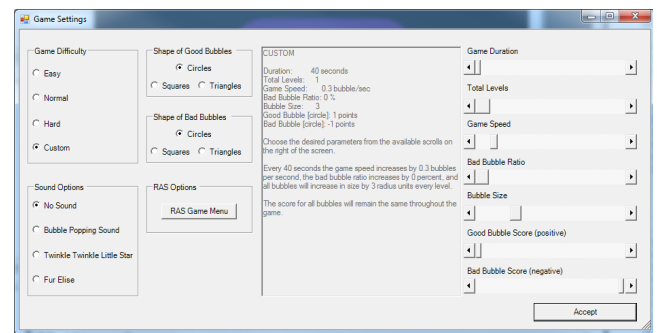 Game Settings
Game Difficulty
Easy
Normal
Hard
Custom
Sound Options
No Sound
Bubble Popping Sound
Twinkle Twinkle Little Star
Fur Elise
Shape of Good Bubbles
Circles
Squares Triangles
Shape of Bad Bubbles
Circles
Squares Triangles
RAS Options
RAS Game Menu
CUSTOM
Duration: 40 seconds
Total Levels: 1
Game Speed: 0.3 bubble/sec
Bad Bubble Ratio: 0 %
Bubble Size: 3
Good Bubble [circle]: 1 points
Bad Bubble [circle]: -1 points
Choose the desired parameters from the available scrolls on
the right of the screen.
Every 40 seconds the game speed increases by 0.3 bubbles
per second, the bad bubble ratio increases by 0 percent, and
all bubbles will increase in size by 3 radius units every level.
The score for all bubbles will remain the same throughout the
game.
Game Duration
Total Levels
Game Speed
Bad Bubble Ratio
Bubble Size
Good Bubble Score (positive)
Bad Bubble Score (negative)
Accept